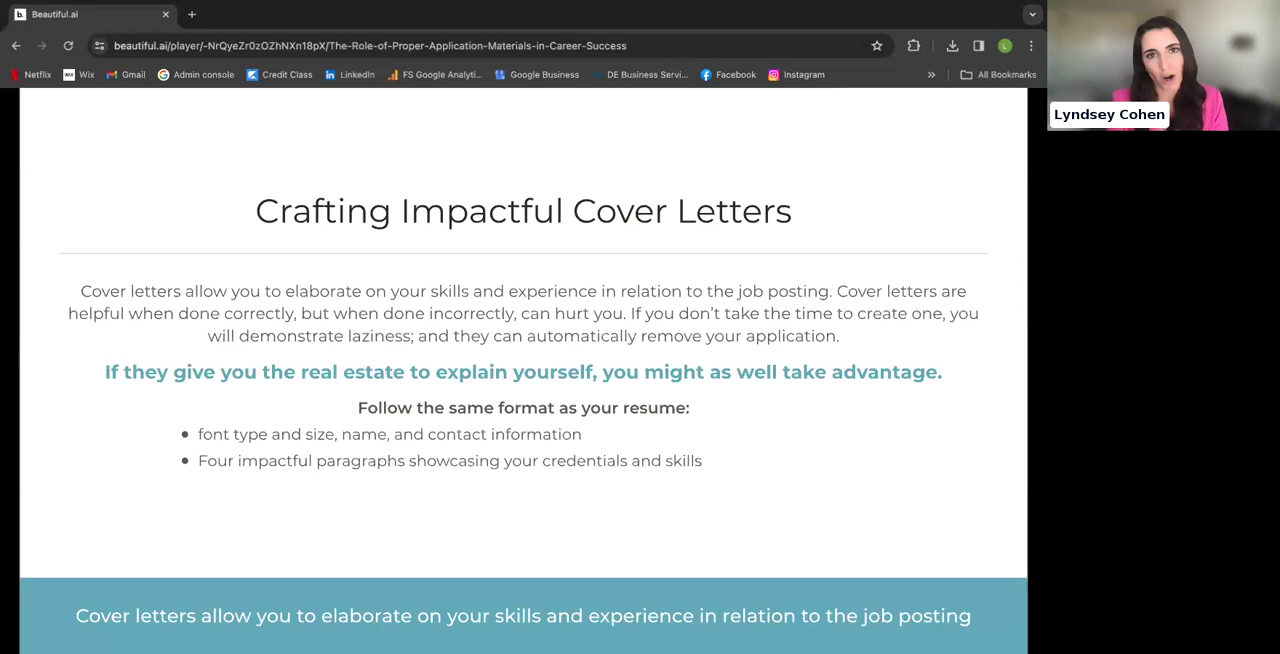 b. Beautiful.ai
beautiful.ai/player/-NrQyeZr0zOZhNXn18pX/The-Role-of-Proper-Application-Materials-in-Career-Success
L
Netflix
WIX Wix
Gmail
Admin console
Credit Class
in LinkedIn
FS Google Analyti...
Google Business
DE Business Servi...
Facebook
Instagram
»
All Bookmarks
Lyndsey Cohen
Crafting Impactful Cover Letters
Cover letters allow you to elaborate on your skills and experience in relation to the job posting. Cover letters are
helpful when done correctly, but when done incorrectly, can hurt you. If you don’t take the time to create one, you
will demonstrate laziness; and they can automatically remove your application.
If they give you the real estate to explain yourself, you might as well take advantage.
Follow the same format as your resume:
• font type and size, name, and contact information
• Four impactful paragraphs showcasing your credentials and skills
Cover letters allow you to elaborate on your skills and experience in relation to the job posting